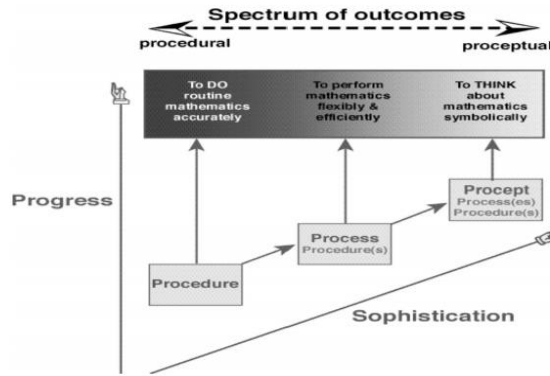 Spectrum of outcomes
procedural
proceptual
To DO
routine
mathematics
accurately
To perform
mathematics
flexibly &
efficiently
To THINK
about
mathematics
symbolically
Progress
Procept
Process(es)
Procedure(s)
Process
Procedure(s)
Procedure
Sophistication